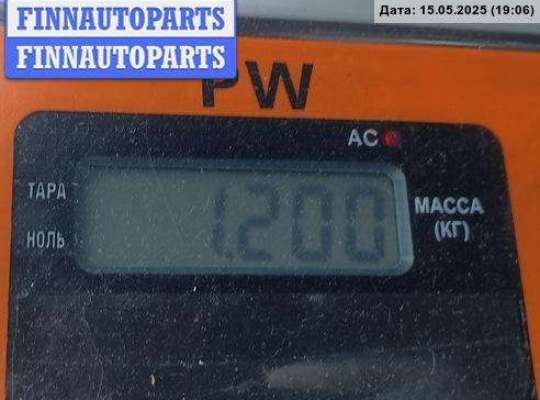 FINNAUTOPARTS
FINNAUTOPARTS
Дата: 15.05.2025 (19:06)
PW
AC
ТАРА
НОЛЬ
1.200
МАССА
(КГ)